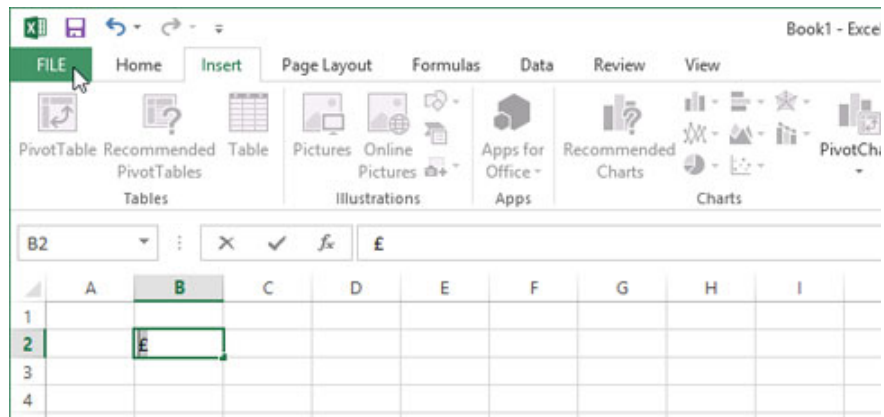 Book1 - Excel
FILE Home Insert Page Layout Formulas Data Review View
PivotTable Recommended PivotTables Table Pictures Online Pictures Apps for Office Recommended Charts PivotCha
Tables Illustrations Apps Charts
B2 fx £
A B C D E F G H I
1
2 £
3
4